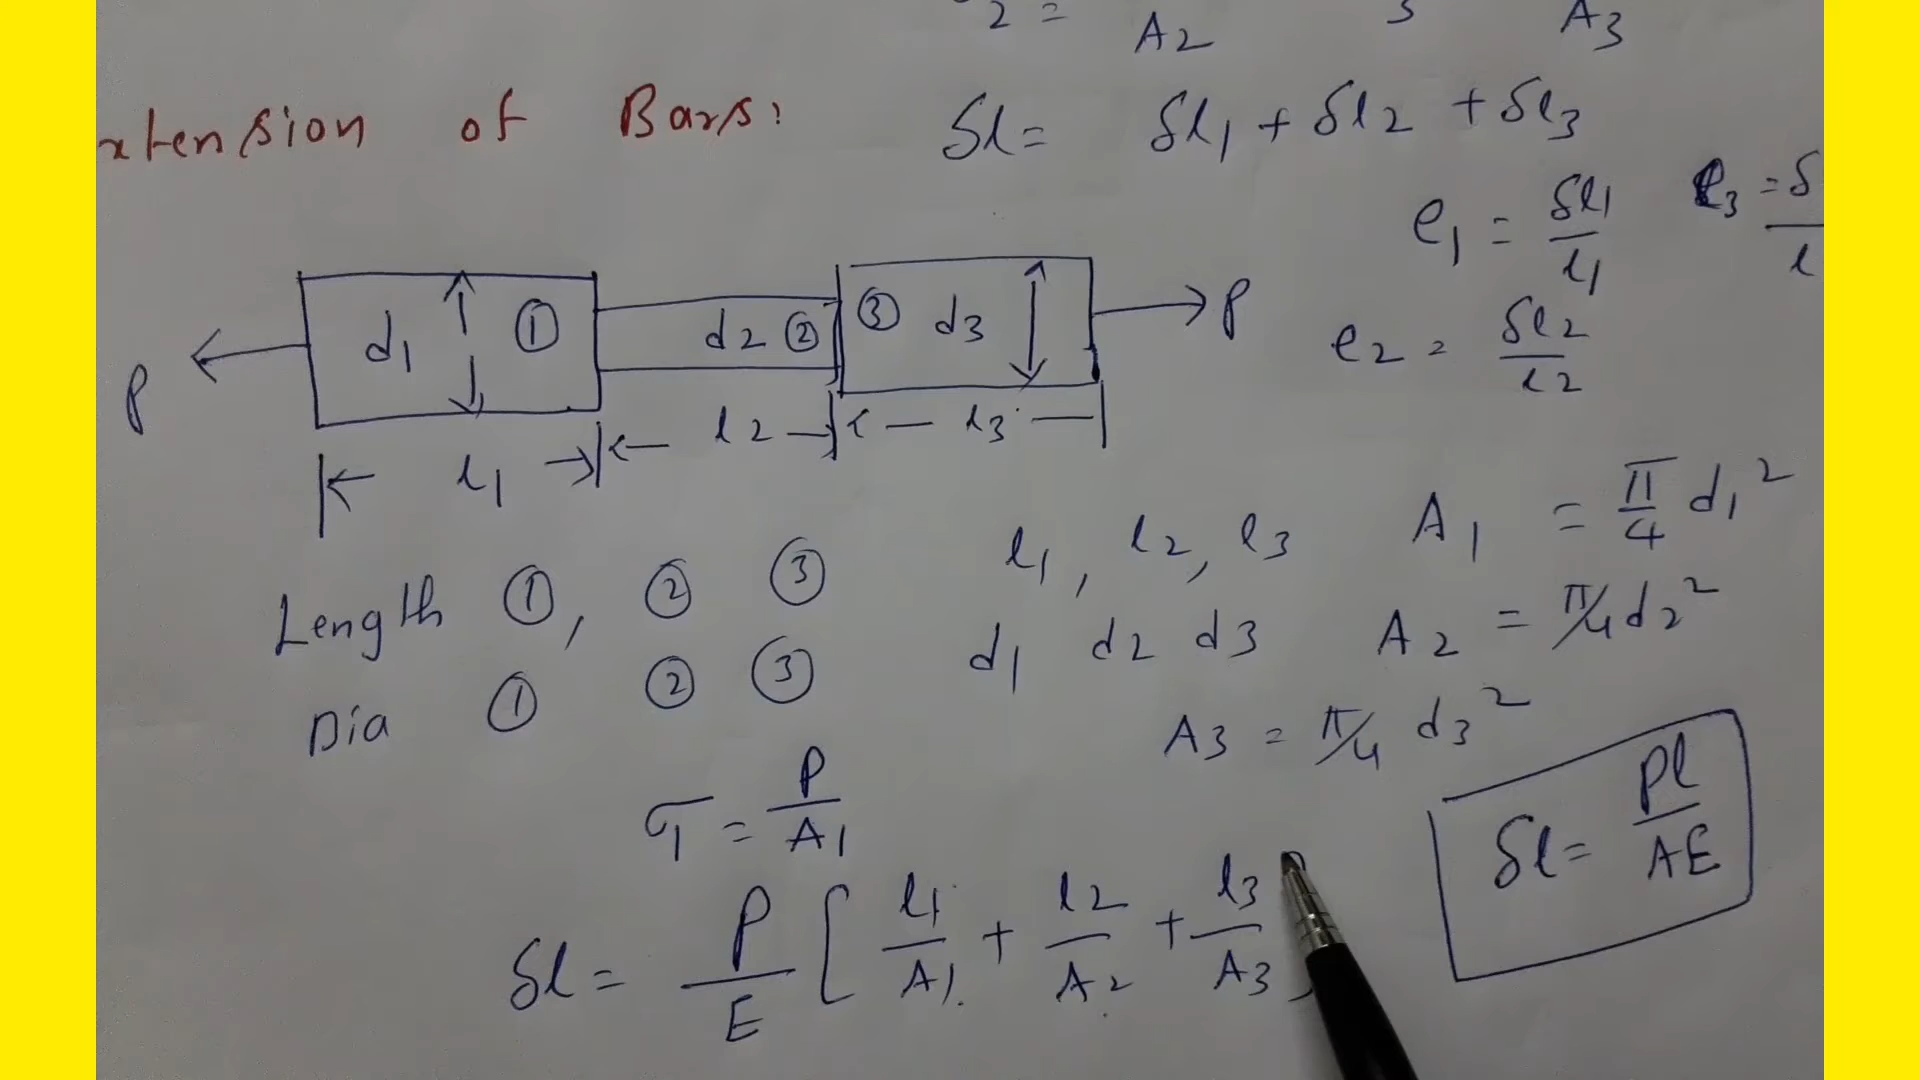 2 =
A2
3
A3
xtension of Bars:
δl = δl1 + δl2 + δl3
e1 = δl1/l1
e3 = δ/l
e2 = δl2/l2
P
d1 ①
d2 ②
③ d3
P
l1
l2
l3
Length ①, ② ③ l1, l2, l3
A1 = π/4 d1²
Dia ① ② ③ d1 d2 d3
A2 = π/4 d2²
A3 = π/4 d3²
σ1 = P/A1
δl = Pl/AE
δl = P/E [ l1/A1 + l2/A2 + l3/A3 ]